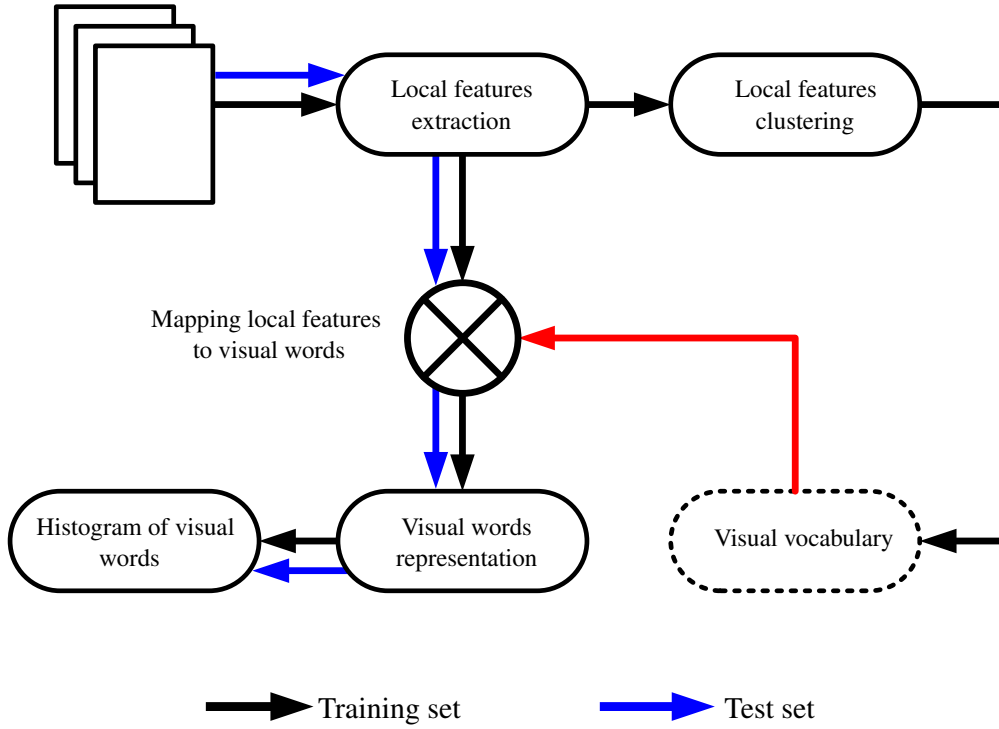 Local features
extraction
Local features
clustering
Mapping local features
to visual words
Histogram of visual
words
Visual words
representation
Visual vocabulary
Training set
Test set